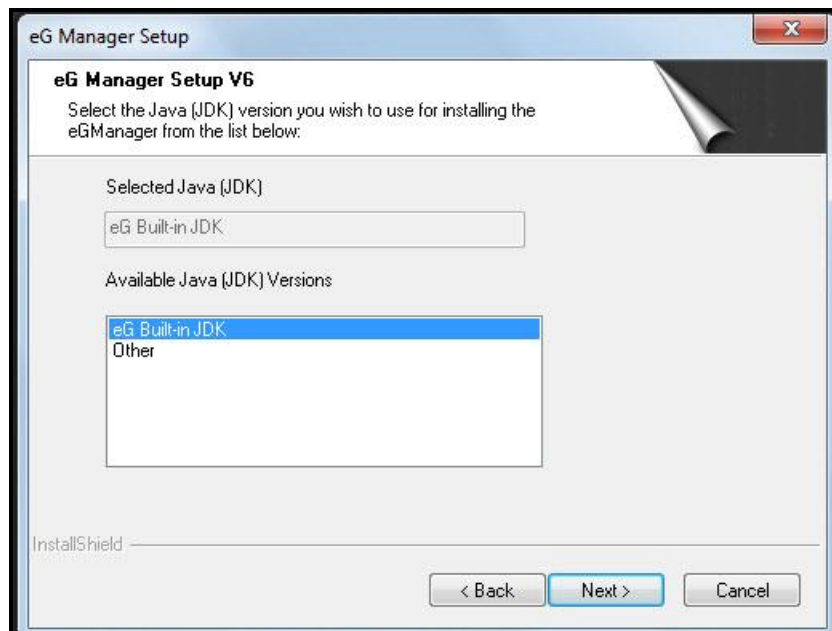 eG Manager Setup
eG Manager Setup V6
Select the Java (JDK) version you wish to use for installing the
eGManager from the list below:
Selected Java (JDK)
eG Built-in JDK
Available Java (JDK) Versions
eG Built-in JDK
Other
InstallShield
< Back
Next >
Cancel